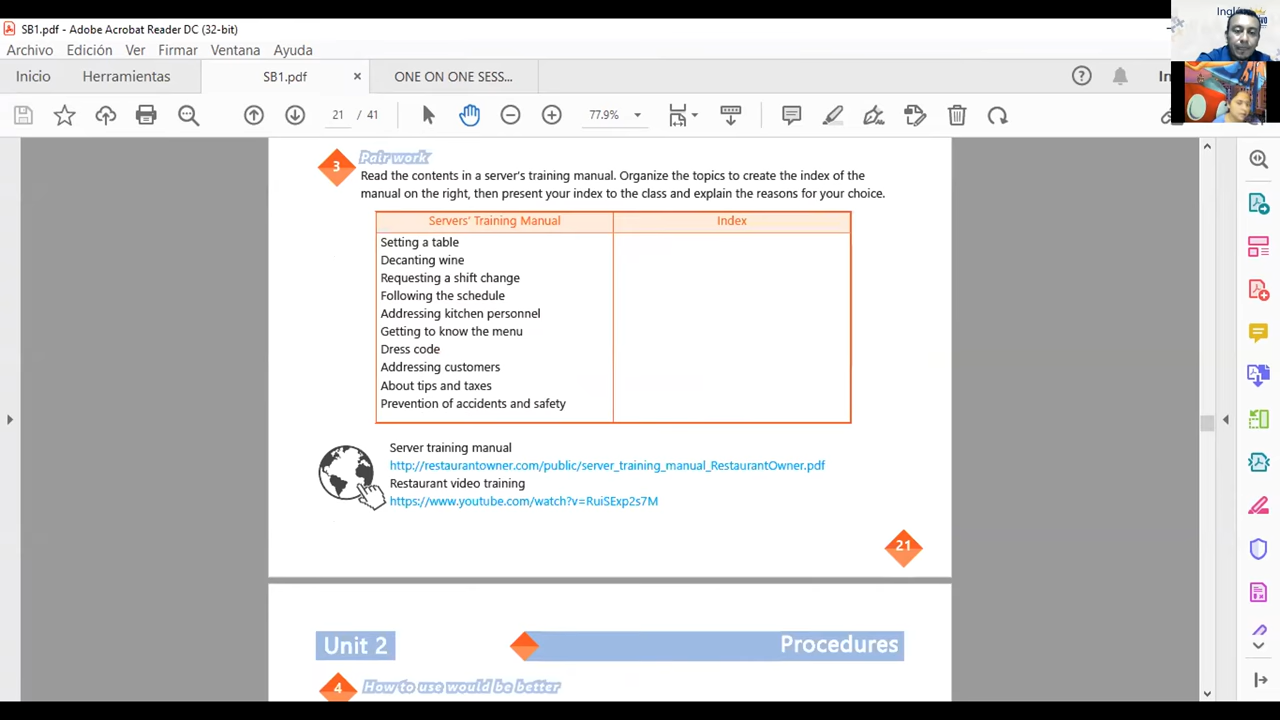 SB1.pdf - Adobe Acrobat Reader DC (32-bit)
Archivo Edición Ver Firmar Ventana Ayuda
Inicio Herramientas SB1.pdf × ONE ON ONE SESS... In
21 / 41 77.9%
3 Pair work
Read the contents in a server's training manual. Organize the topics to create the index of the
manual on the right, then present your index to the class and explain the reasons for your choice.
Servers' Training Manual Index
Setting a table
Decanting wine
Requesting a shift change
Following the schedule
Addressing kitchen personnel
Getting to know the menu
Dress code
Addressing customers
About tips and taxes
Prevention of accidents and safety
Server training manual
http://restaurantowner.com/public/server_training_manual_RestaurantOwner.pdf
Restaurant video training
https://www.youtube.com/watch?v=RuiSExp2s7M
21
Unit 2 Procedures
4 How to use would be better